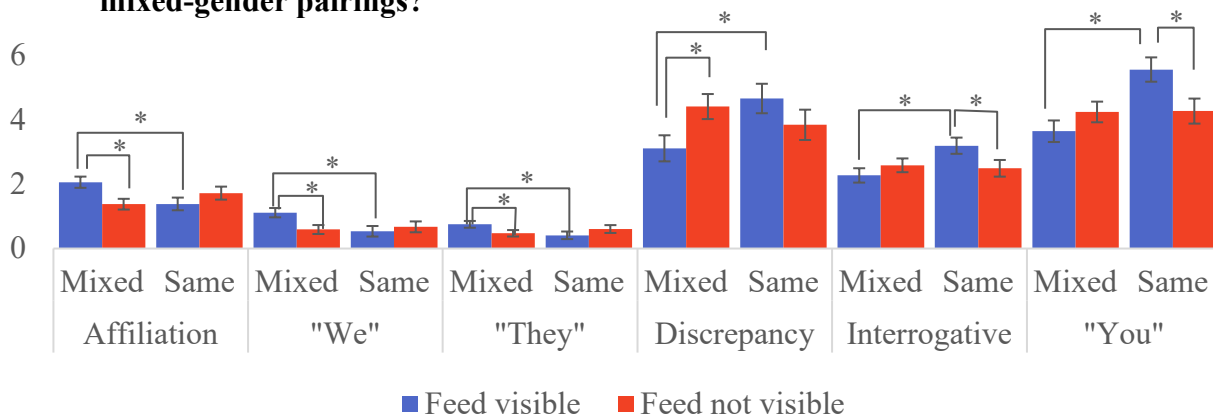 mixed-gender pairings?
6
4
2
0
* * * * * * * * * * * *
Mixed Same Mixed Same Mixed Same Mixed Same Mixed Same Mixed Same
Affiliation "We" "They" Discrepancy Interrogative "You"
Feed visible Feed not visible